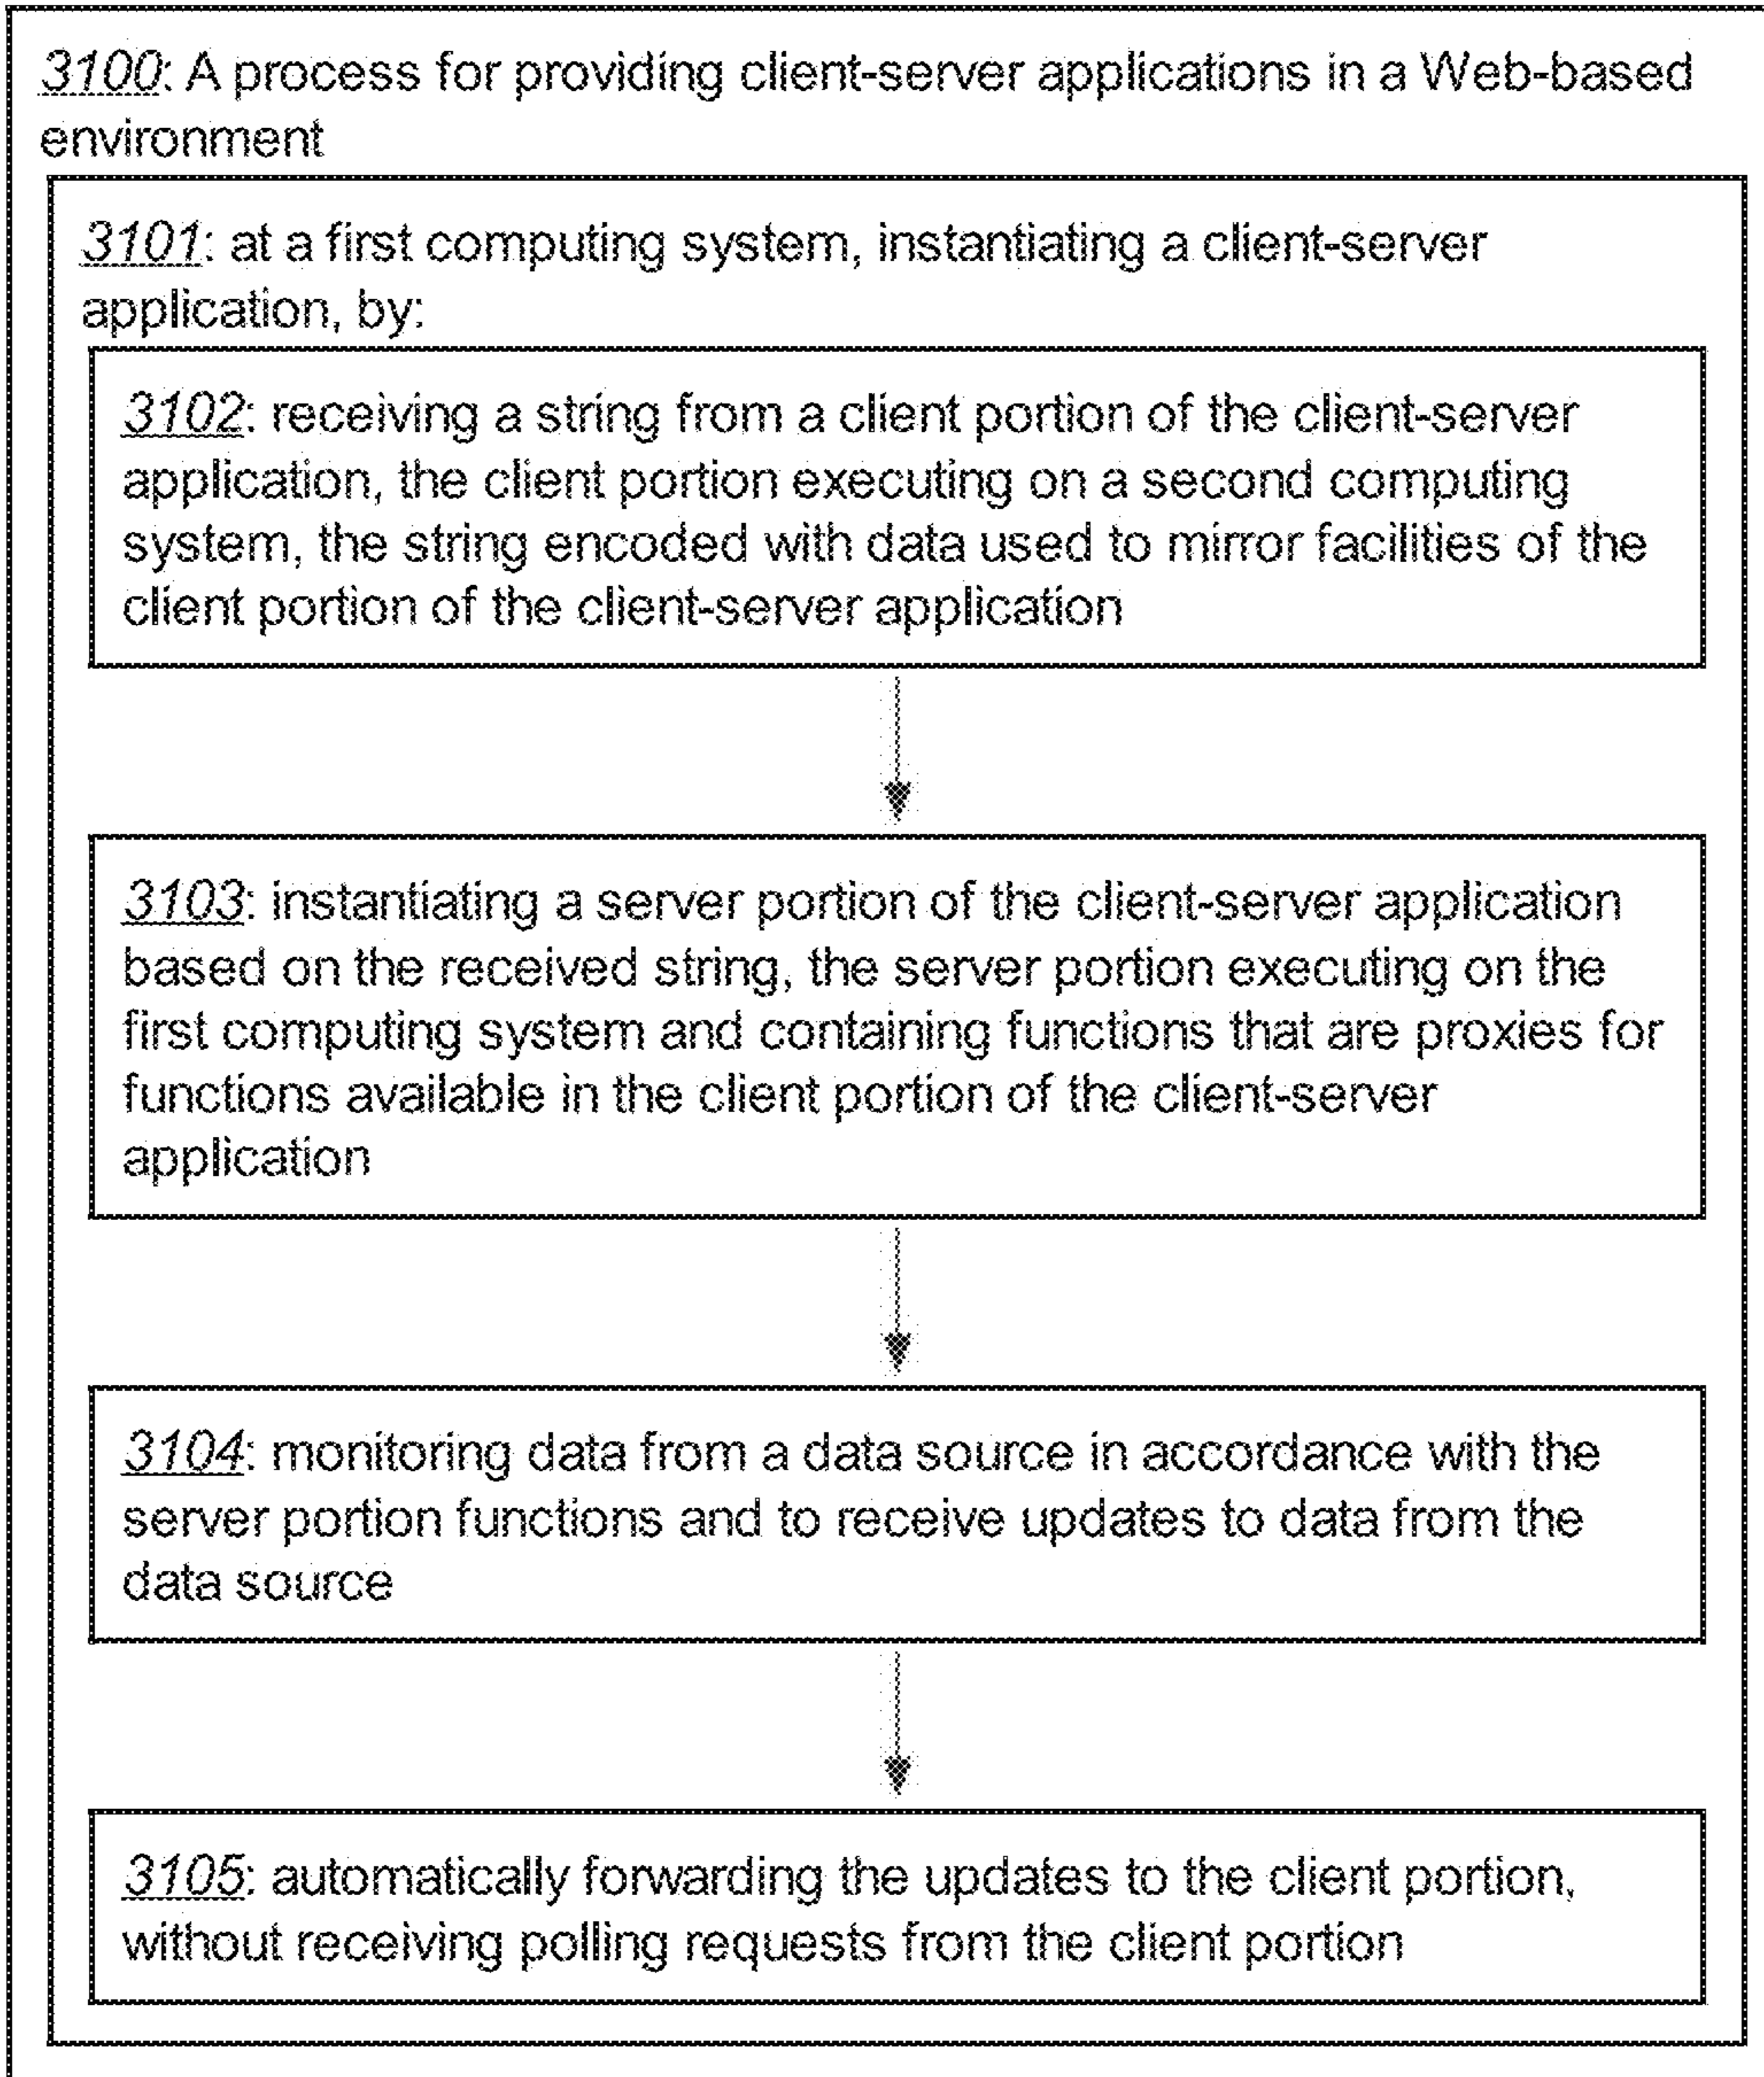 3100: A process for providing client-server applications in a Web-based
environment
3101: at a first computing system, instantiating a client-server
application, by:
3102: receiving a string from a client portion of the client-server
application, the client portion executing on a second computing
system, the string encoded with data used to mirror facilities of the
client portion of the client-server application
3103: instantiating a server portion of the client-server application
based on the received string, the server portion executing on the
first computing system and containing functions that are proxies for
functions available in the client portion of the client-server
application
3104: monitoring data from a data source in accordance with the
server portion functions and to receive updates to data from the
data source
3105: automatically forwarding the updates to the client portion,
without receiving polling requests from the client portion